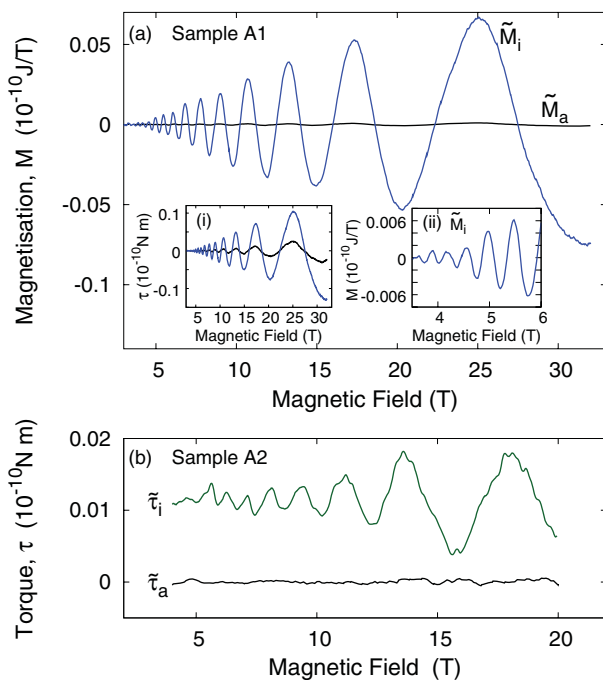 (a) Sample A1
M̃i
M̃a
Magnetisation, M (10⁻¹⁰J/T)
0.05
0
-0.05
-0.1
(i)
τ (10⁻¹⁰N m)
0.1
0
-0.1
5 10 15 20 25 30
Magnetic Field (T)
(ii) M̃i
M (10⁻¹⁰J/T)
0.006
0
-0.006
4 5 6
Magnetic Field (T)
5 10 15 20 25 30
Magnetic Field (T)
(b) Sample A2
τ̃i
τ̃a
Torque, τ (10⁻¹⁰N m)
0.02
0.01
0
5 10 15 20
Magnetic Field (T)